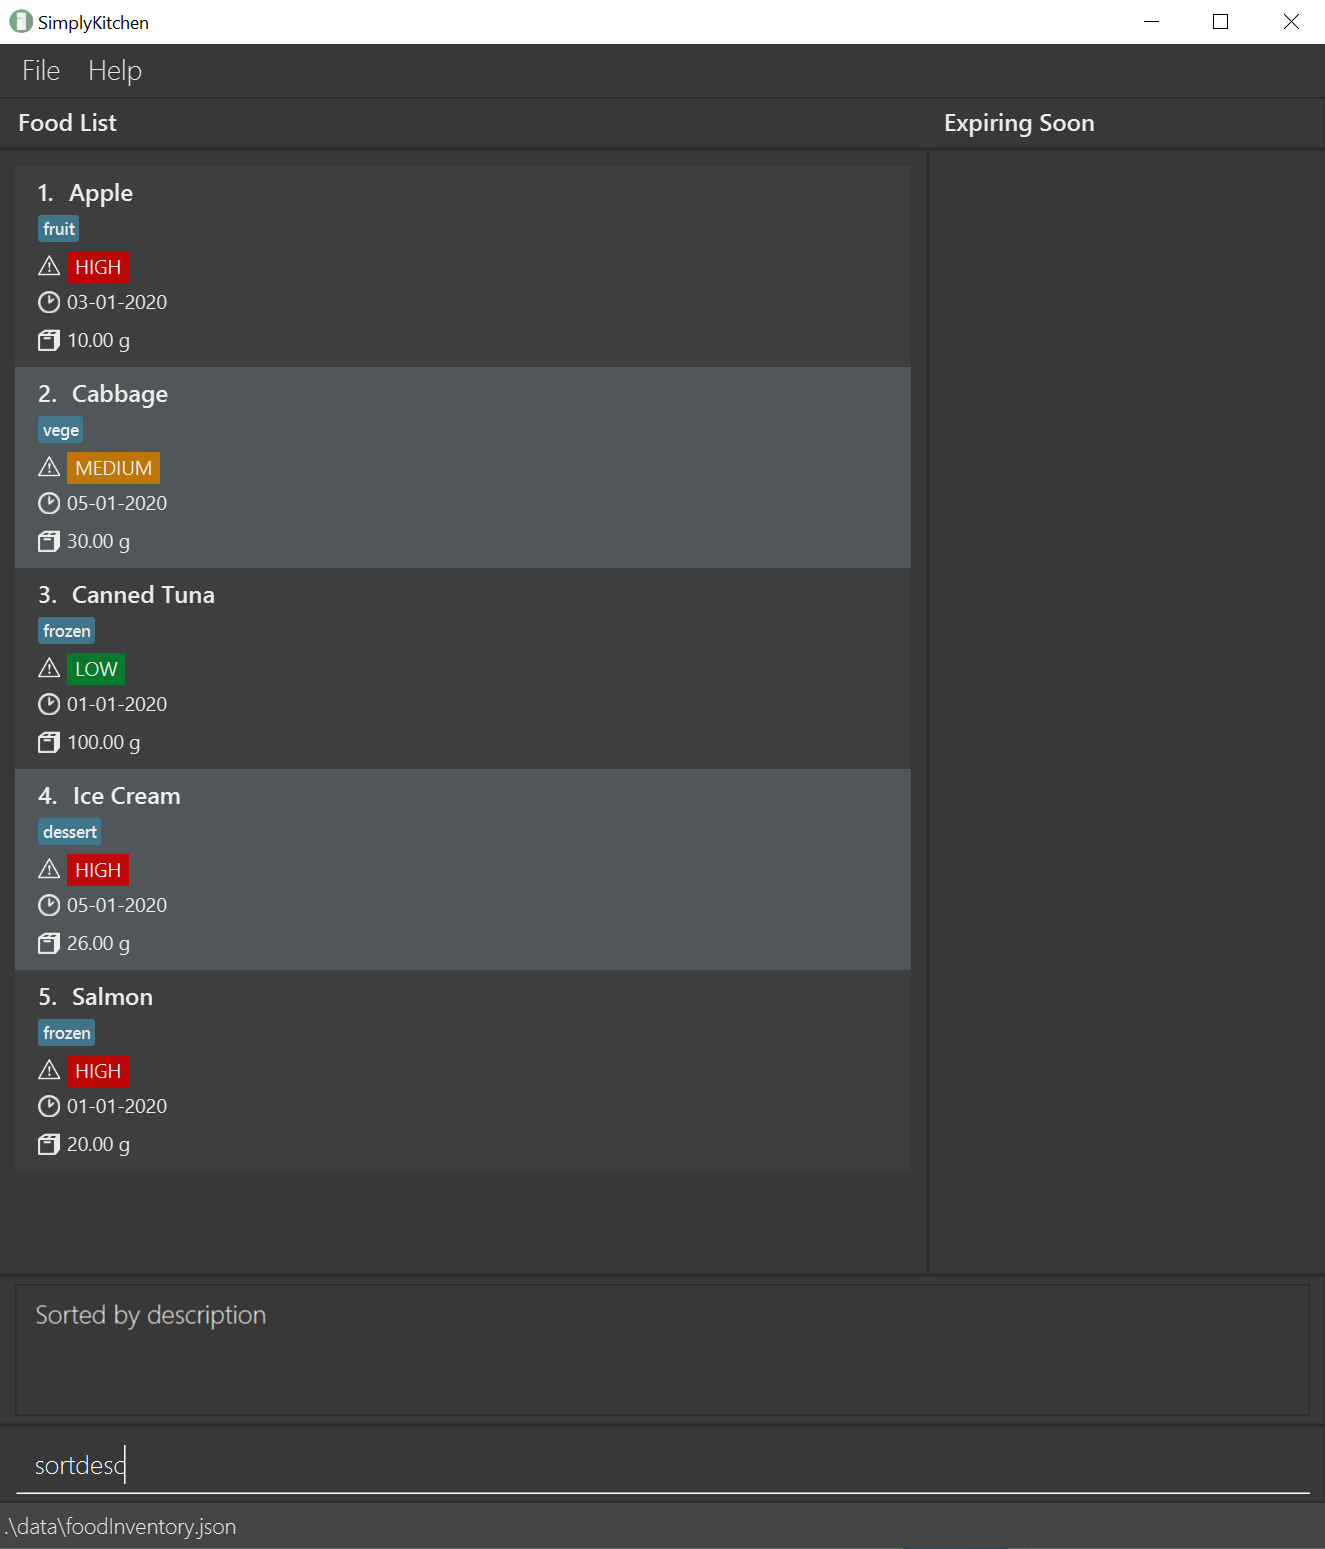 SimplyKitchen
File Help
Food List
Expiring Soon
1. Apple
fruit
HIGH
03-01-2020
10.00 g
2. Cabbage
vege
MEDIUM
05-01-2020
30.00 g
3. Canned Tuna
frozen
LOW
01-01-2020
100.00 g
4. Ice Cream
dessert
HIGH
05-01-2020
26.00 g
5. Salmon
frozen
HIGH
01-01-2020
20.00 g
Sorted by description
sortdesc
.\data\foodInventory.json